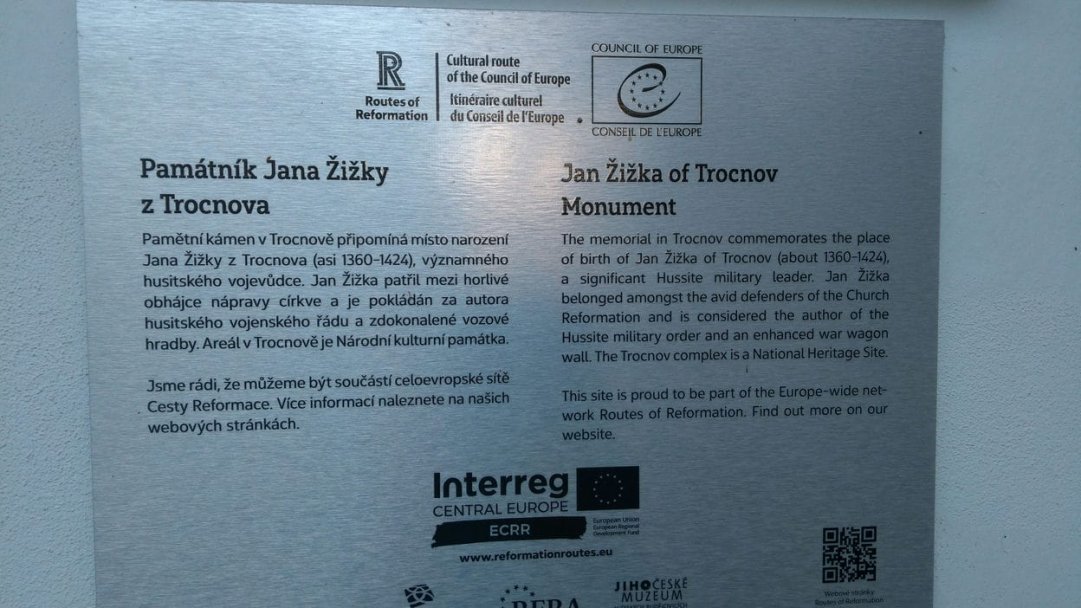 R
Routes of
Reformation
Cultural route
of the Council of Europe
Itinéraire culturel
du Conseil de l'Europe
COUNCIL OF EUROPE
CONSEIL DE L'EUROPE
Památník Jana Žižky
z Trocnova
Pamětní kámen v Trocnově připomíná místo narození
Jana Žižky z Trocnova (asi 1360–1424), významného
husitského vojevůdce. Jan Žižka patřil mezi horlivé
obhájce nápravy církve a je pokládán za autora
husitského vojenského řádu a zdokonalené vozové
hradby. Areál v Trocnově je Národní kulturní památka.
Jsme rádi, že můžeme být součástí celoevropské sítě
Cesty Reformace. Více informací naleznete na našich
webových stránkách.
Jan Žižka of Trocnov
Monument
The memorial in Trocnov commemorates the place
of birth of Jan Žižka of Trocnov (about 1360–1424),
a significant Hussite military leader. Jan Žižka
belonged amongst the avid defenders of the Church
Reformation and is considered the author of the
Hussite military order and an enhanced war wagon
wall. The Trocnov complex is a National Heritage Site.
This site is proud to be part of the Europe-wide net-
work Routes of Reformation. Find out more on our
website.
Interreg
CENTRAL EUROPE
ECRR
European Union
European Regional
Development Fund
www.reformationroutes.eu
JIHOČESKÉ
MUZEUM
Webové stránky
Routes of Reformation